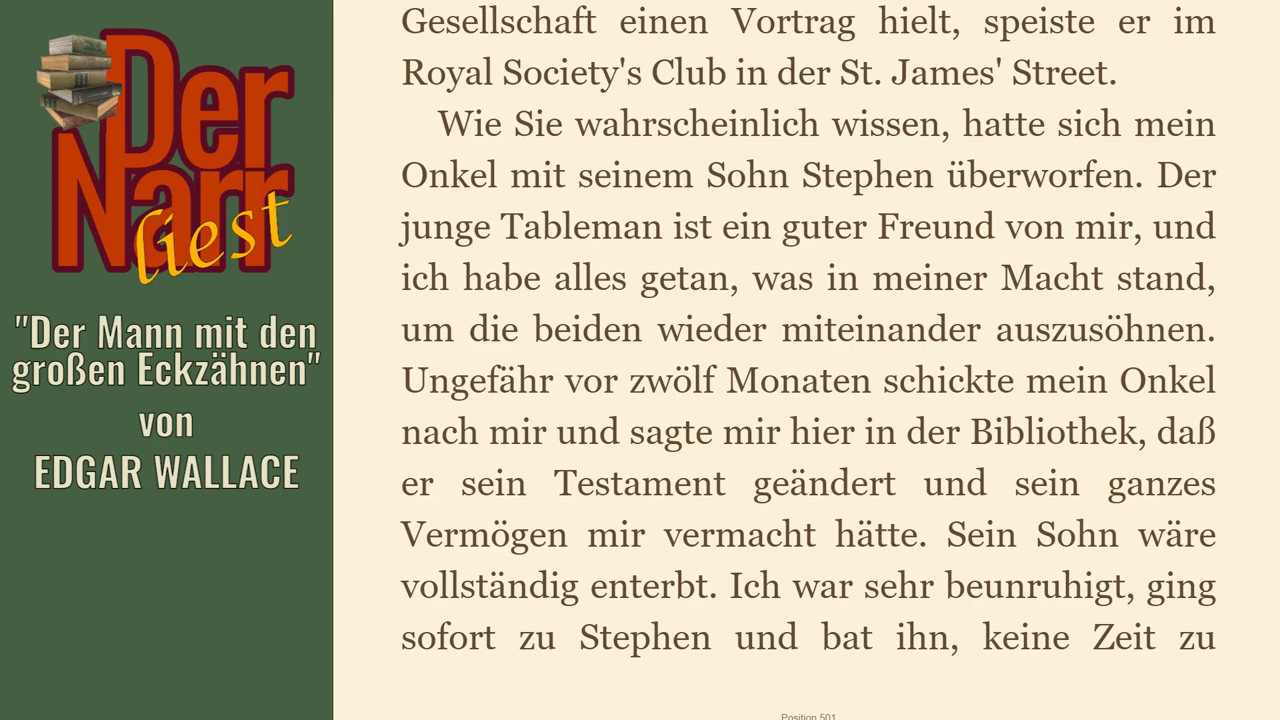 Der
Narr
liest
"Der Mann mit den
großen Eckzähnen"
von
EDGAR WALLACE
Gesellschaft einen Vortrag hielt, speiste er im
Royal Society's Club in der St. James' Street.
Wie Sie wahrscheinlich wissen, hatte sich mein
Onkel mit seinem Sohn Stephen überworfen. Der
junge Tableman ist ein guter Freund von mir, und
ich habe alles getan, was in meiner Macht stand,
um die beiden wieder miteinander auszusöhnen.
Ungefähr vor zwölf Monaten schickte mein Onkel
nach mir und sagte mir hier in der Bibliothek, daß
er sein Testament geändert und sein ganzes
Vermögen mir vermacht hätte. Sein Sohn wäre
vollständig enterbt. Ich war sehr beunruhigt, ging
sofort zu Stephen und bat ihn, keine Zeit zu
Position 501